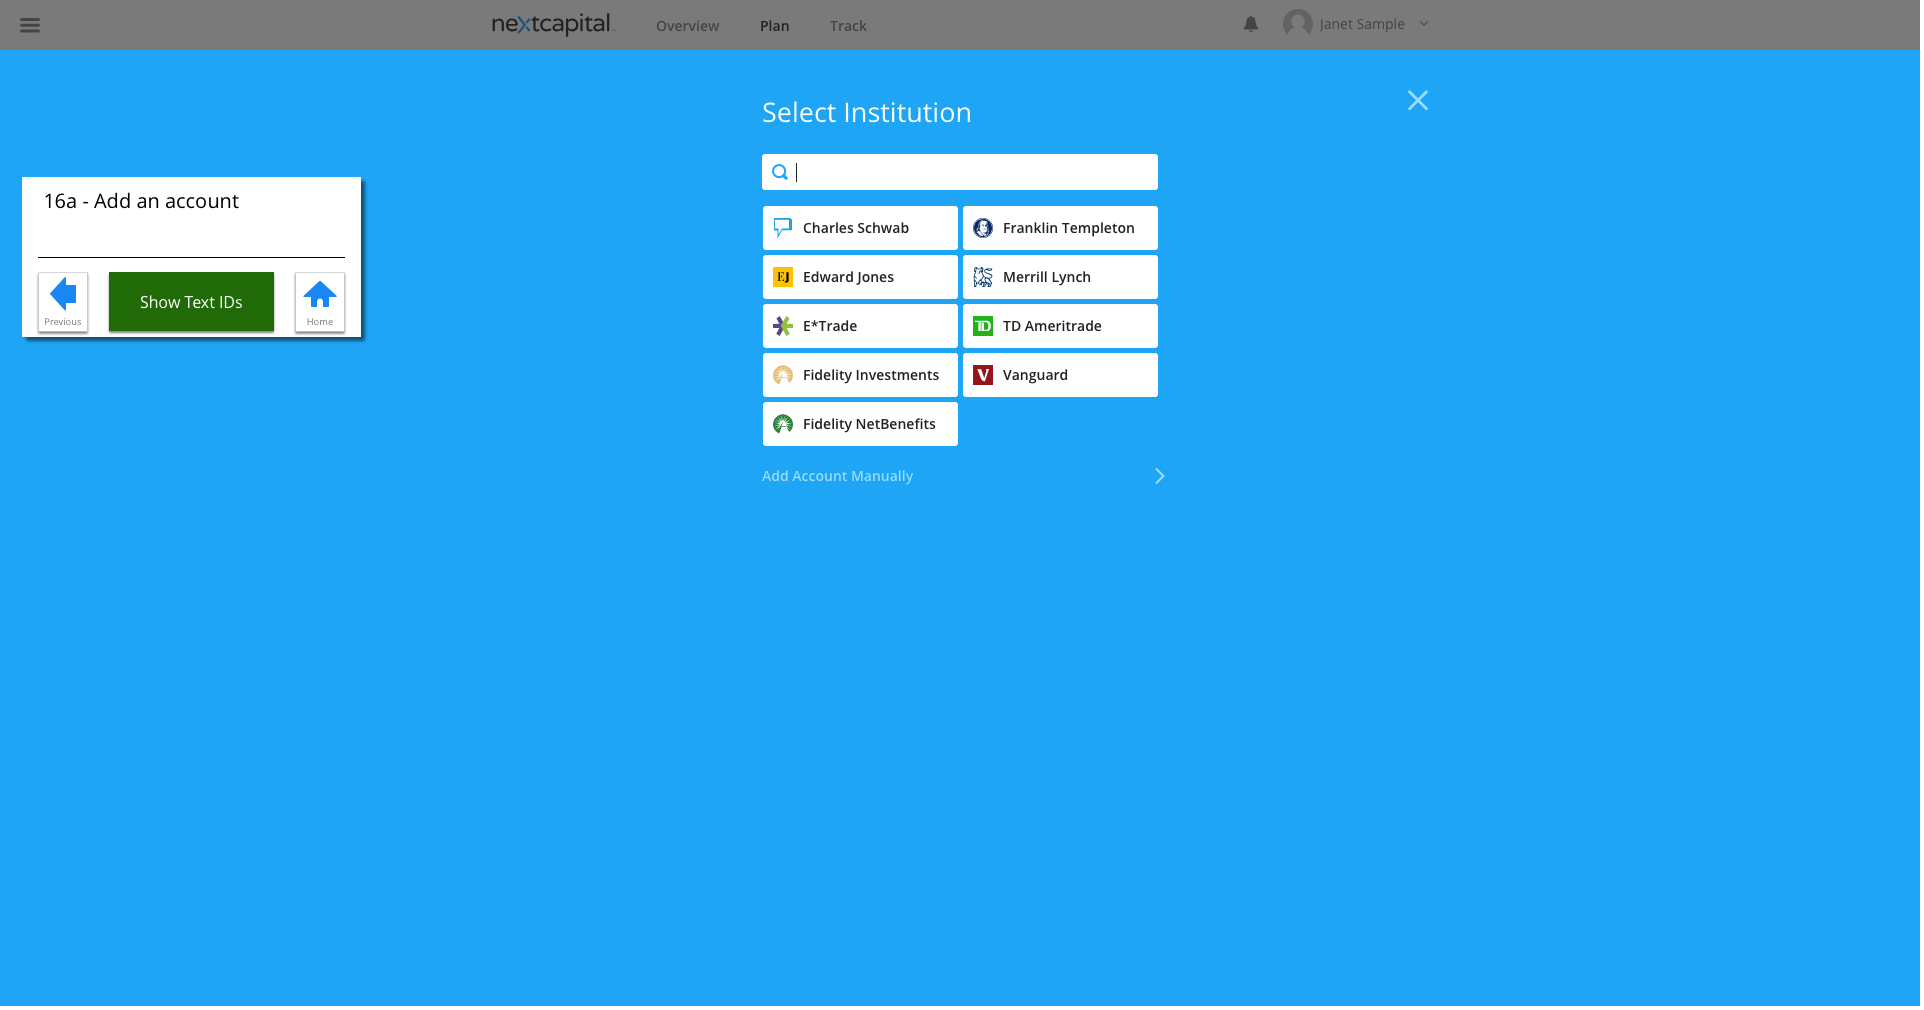 nextcapital Overview Plan Track Janet Sample
Select Institution
16a - Add an account
Previous Show Text IDs Home
Charles Schwab Franklin Templeton
EJ Edward Jones Merrill Lynch
E*Trade TD TD Ameritrade
Fidelity Investments V Vanguard
Fidelity NetBenefits
Add Account Manually